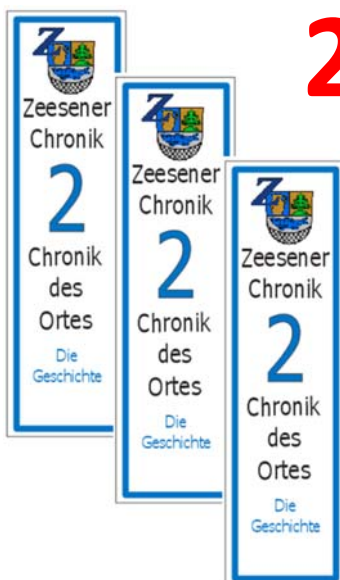 2
Z
Zeesener
Chronik
2
Chronik
des
Ortes
Die
Geschichte
Z
Zeesener
Chronik
2
Chronik
des
Ortes
Die
Geschichte
Z
Zeesener
Chronik
2
Chronik
des
Ortes
Die
Geschichte